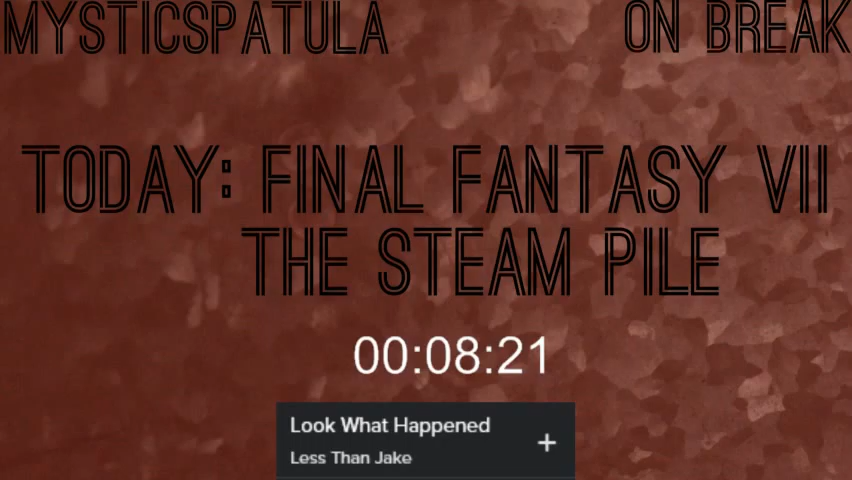 MYSTICSPATULA
ON BREAK
TODAY: FINAL FANTASY VII
THE STEAM PILE
00:08:21
Look What Happened
+
Less Than Jake